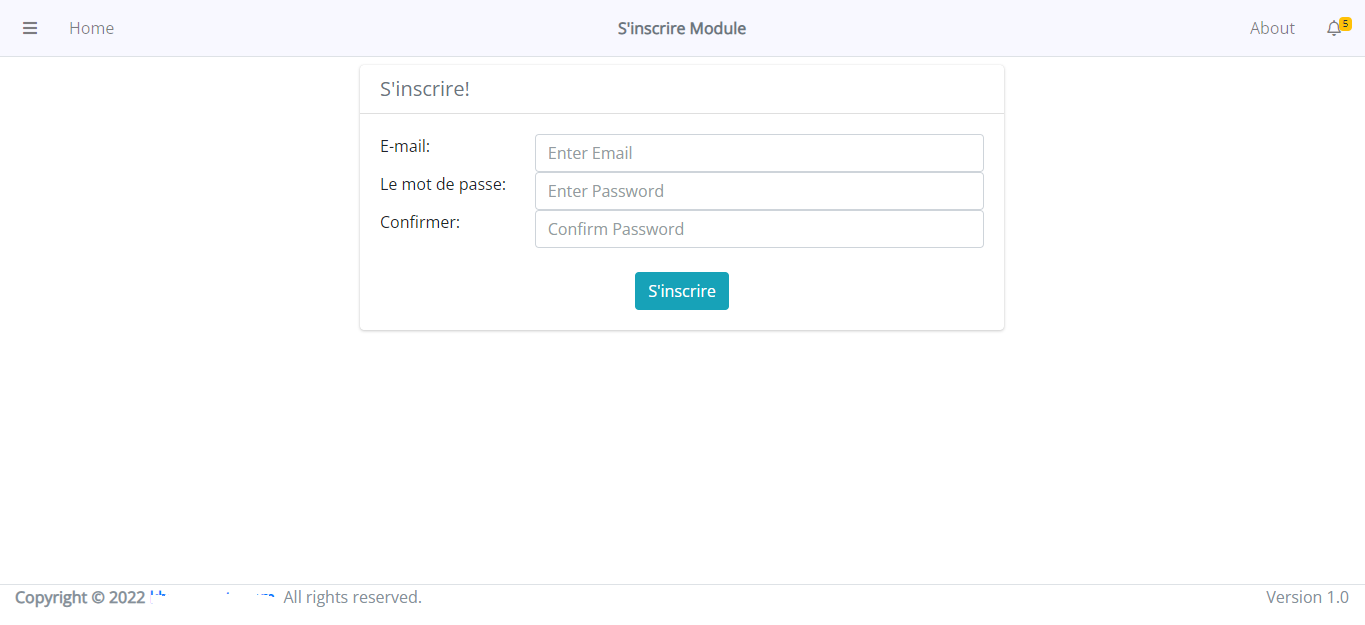 Home
S'inscrire Module
About
5
S'inscrire!
E-mail:
Enter Email
Le mot de passe:
Enter Password
Confirmer:
Confirm Password
S'inscrire
Copyright © 2022
All rights reserved.
Version 1.0